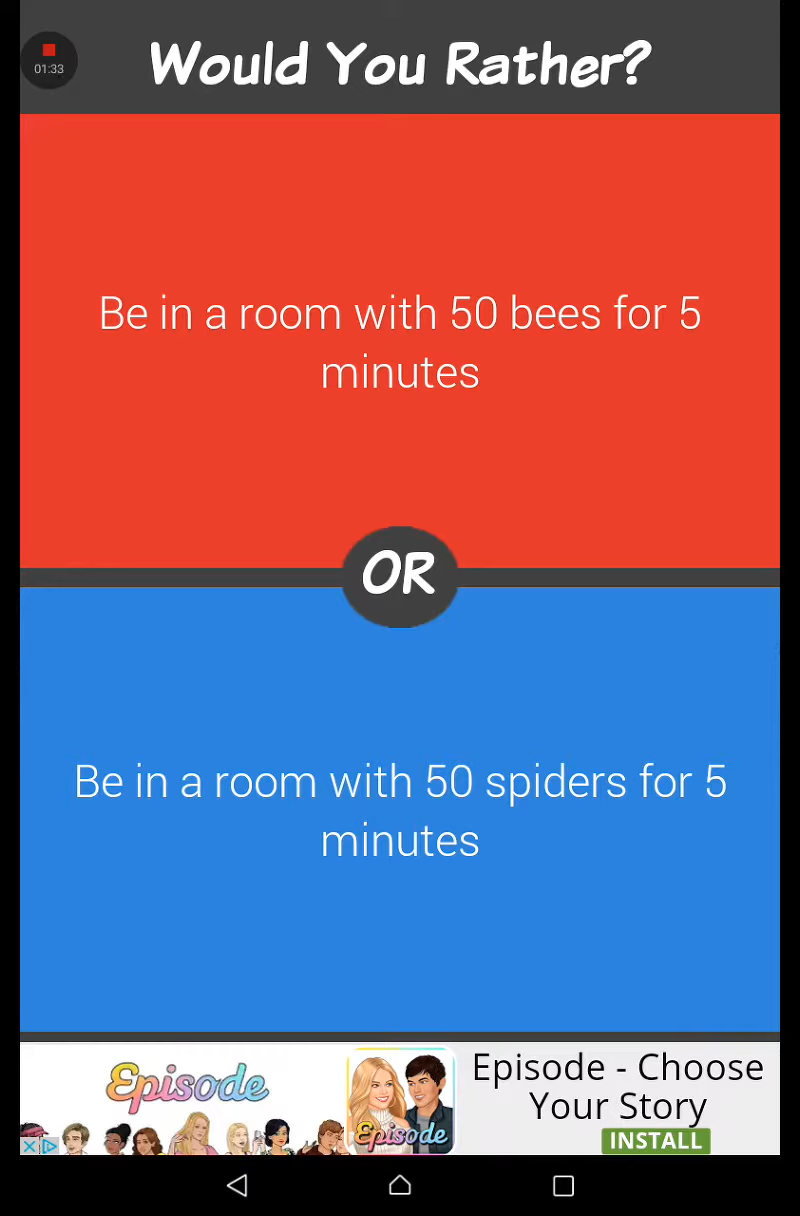 01:33
Would You Rather?
Be in a room with 50 bees for 5
minutes
OR
Be in a room with 50 spiders for 5
minutes
Episode
Episode
Episode - Choose
Your Story
INSTALL